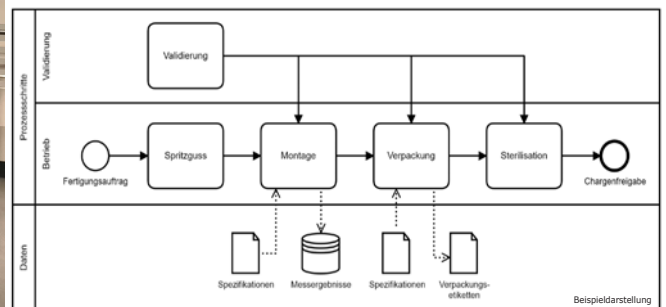 Prozessschritte
Validierung
Validierung
Betrieb
Fertigungsauftrag
Spritzguss
Montage
Verpackung
Sterilisation
Chargenfreigabe
Daten
Spezifikationen
Messergebnisse
Spezifikationen
Verpackungs-
etiketten
Beispieldarstellung